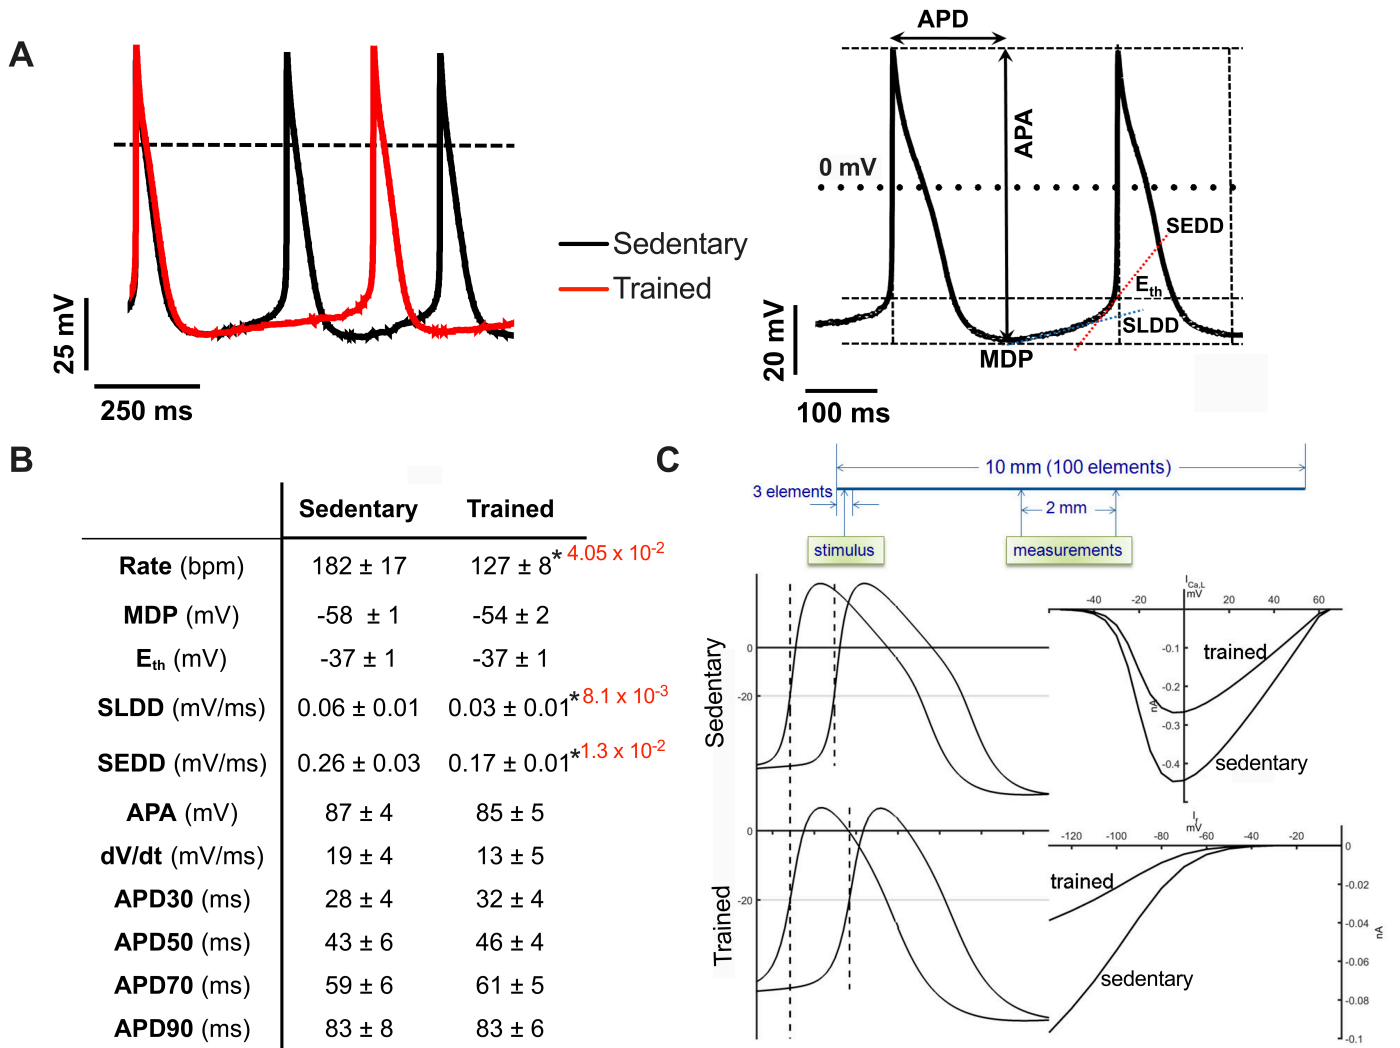 A
25 mV
250 ms
Sedentary
Trained
APD
APA
0 mV
SEDD
Eth
SLDD
MDP
20 mV
100 ms
B
Sedentary Trained
Rate (bpm) 182 ± 17 127 ± 8* 4.05 x 10-2
MDP (mV) -58 ± 1 -54 ± 2
Eth (mV) -37 ± 1 -37 ± 1
SLDD (mV/ms) 0.06 ± 0.01 0.03 ± 0.01* 8.1 x 10-3
SEDD (mV/ms) 0.26 ± 0.03 0.17 ± 0.01* 1.3 x 10-2
APA (mV) 87 ± 4 85 ± 5
dV/dt (mV/ms) 19 ± 4 13 ± 5
APD30 (ms) 28 ± 4 32 ± 4
APD50 (ms) 43 ± 6 46 ± 4
APD70 (ms) 59 ± 6 61 ± 5
APD90 (ms) 83 ± 8 83 ± 6
C
10 mm (100 elements)
3 elements
2 mm
stimulus
measurements
Sedentary
0
-20
ICa,L
mV
-40 -20 20 40 60
-0.1
-0.2
-0.3
-0.4
nA
trained
sedentary
Trained
0
-20
If
mV
-120 -100 -80 -60 -40 -20
0
-0.02
-0.04
-0.06
-0.08
-0.1
nA
trained
sedentary